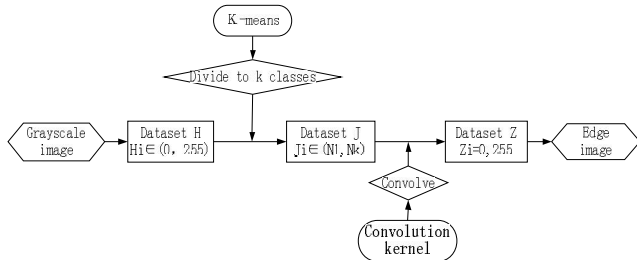 K-means
Divide to k classes
Grayscale
image
Dataset H
Hi∈(0, 255)
Dataset J
Ji∈(N1,Nk)
Dataset Z
Zi=0,255
Edge
image
Convolve
Convolution
kernel